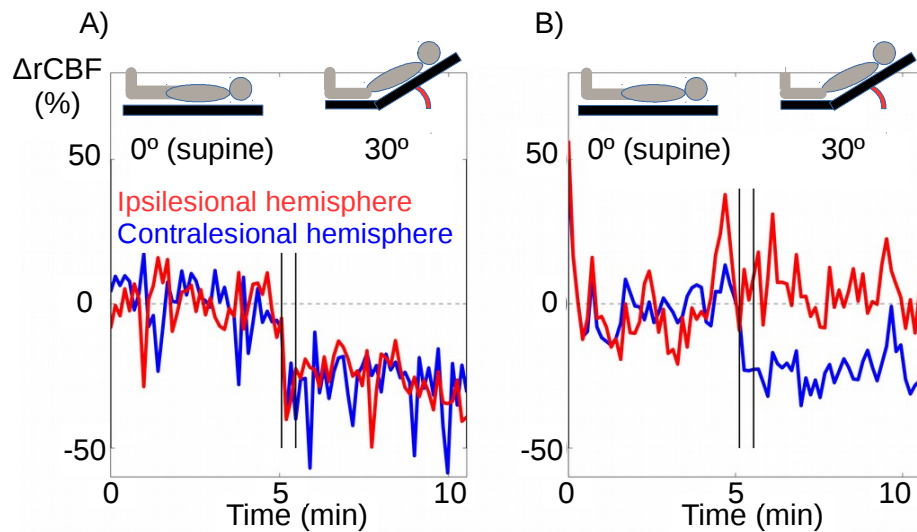 A)
ΔrCBF
(%)
0º (supine)
30º
50
Ipsilesional hemisphere
Contralesional hemisphere
0
-50
0
5
10
Time (min)
B)
0º (supine)
30º
50
0
-50
0
5
10
Time (min)